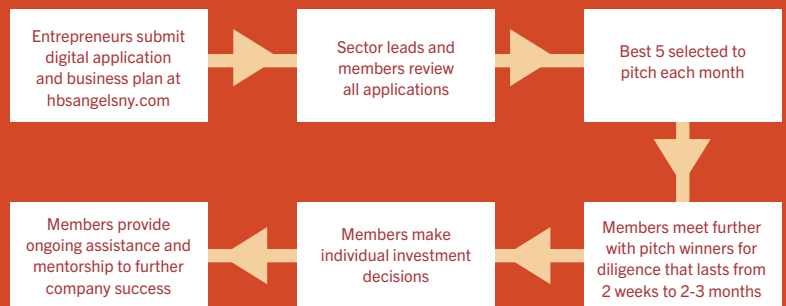 Entrepreneurs submit
digital application
and business plan at
hbsangelsny.com
Sector leads and
members review
all applications
Best 5 selected to
pitch each month
Members meet further
with pitch winners for
diligence that lasts from
2 weeks to 2-3 months
Members make
individual investment
decisions
Members provide
ongoing assistance and
mentorship to further
company success